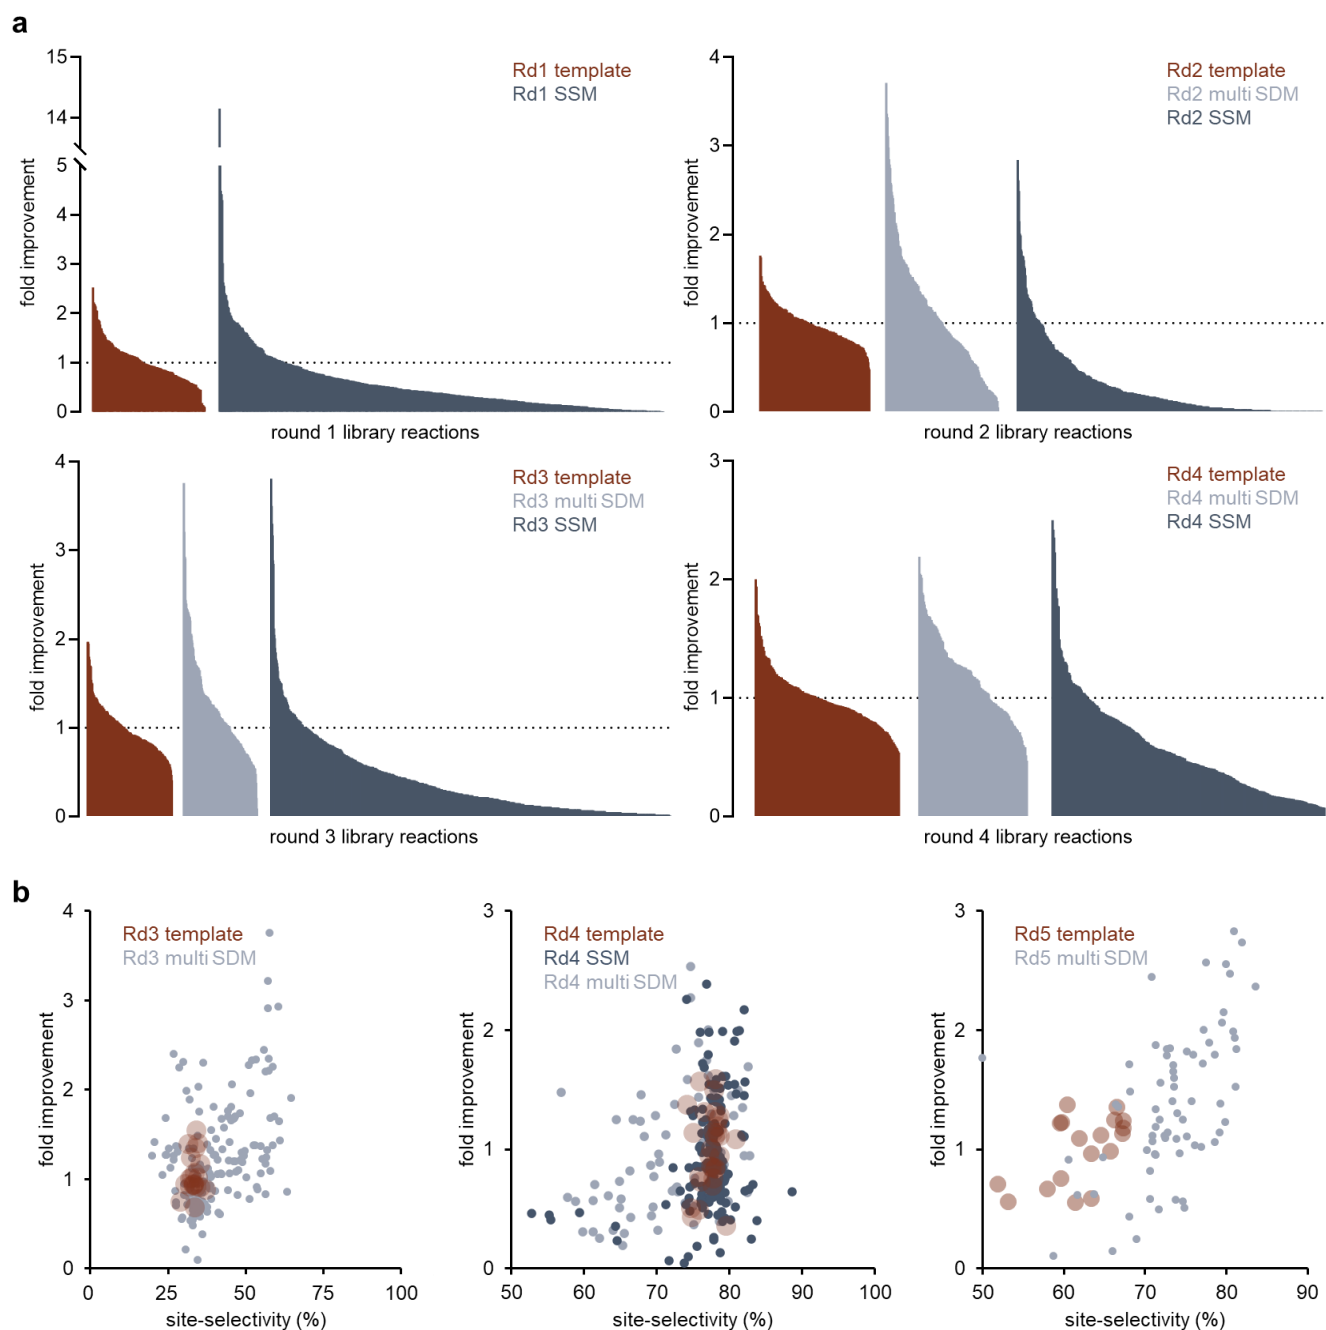 a
15
14
5
4
3
2
1
0
fold improvement
Rd1 template
Rd1 SSM
round 1 library reactions
4
3
2
1
0
fold improvement
Rd2 template
Rd2 multi SDM
Rd2 SSM
round 2 library reactions
4
3
2
1
0
fold improvement
Rd3 template
Rd3 multi SDM
Rd3 SSM
round 3 library reactions
3
2
1
0
fold improvement
Rd4 template
Rd4 multi SDM
Rd4 SSM
round 4 library reactions
b
4
3
2
1
0
fold improvement
Rd3 template
Rd3 multi SDM
0 25 50 75 100
site-selectivity (%)
3
2
1
0
fold improvement
Rd4 template
Rd4 SSM
Rd4 multi SDM
50 60 70 80 90 100
site-selectivity (%)
3
2
1
0
fold improvement
Rd5 template
Rd5 multi SDM
50 60 70 80 90
site-selectivity (%)